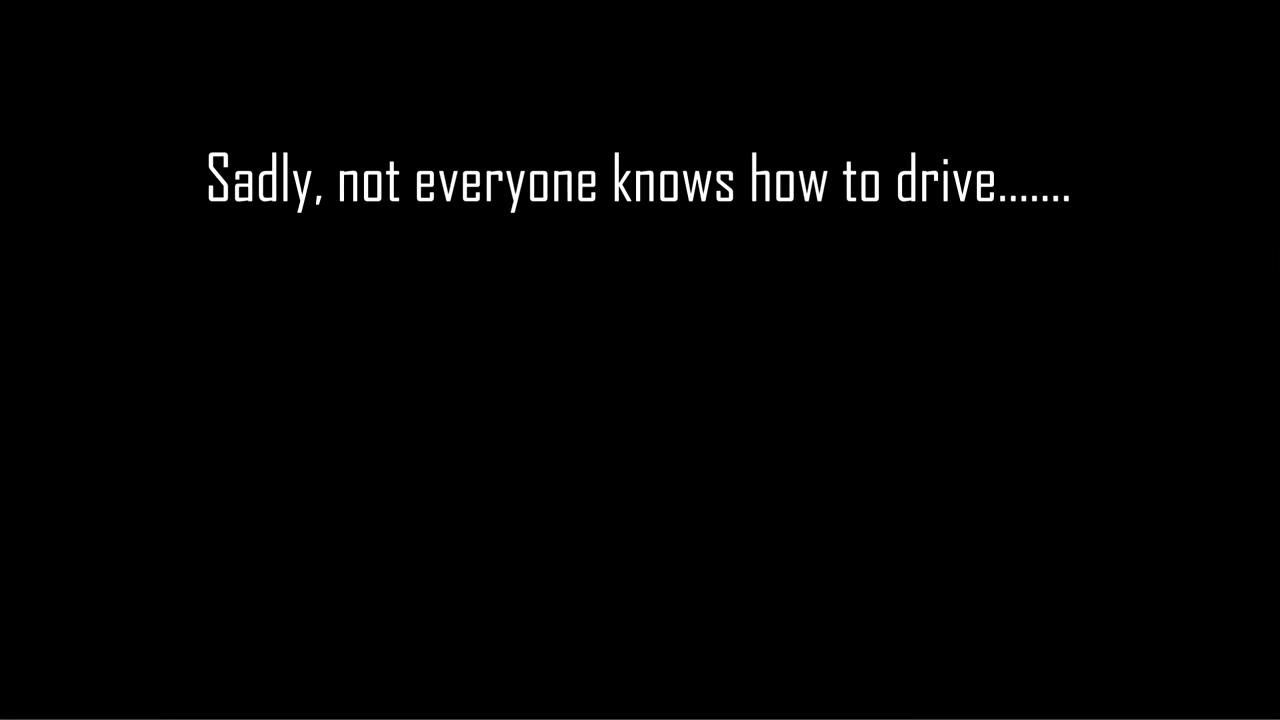 Sadly, not everyone knows how to drive.......